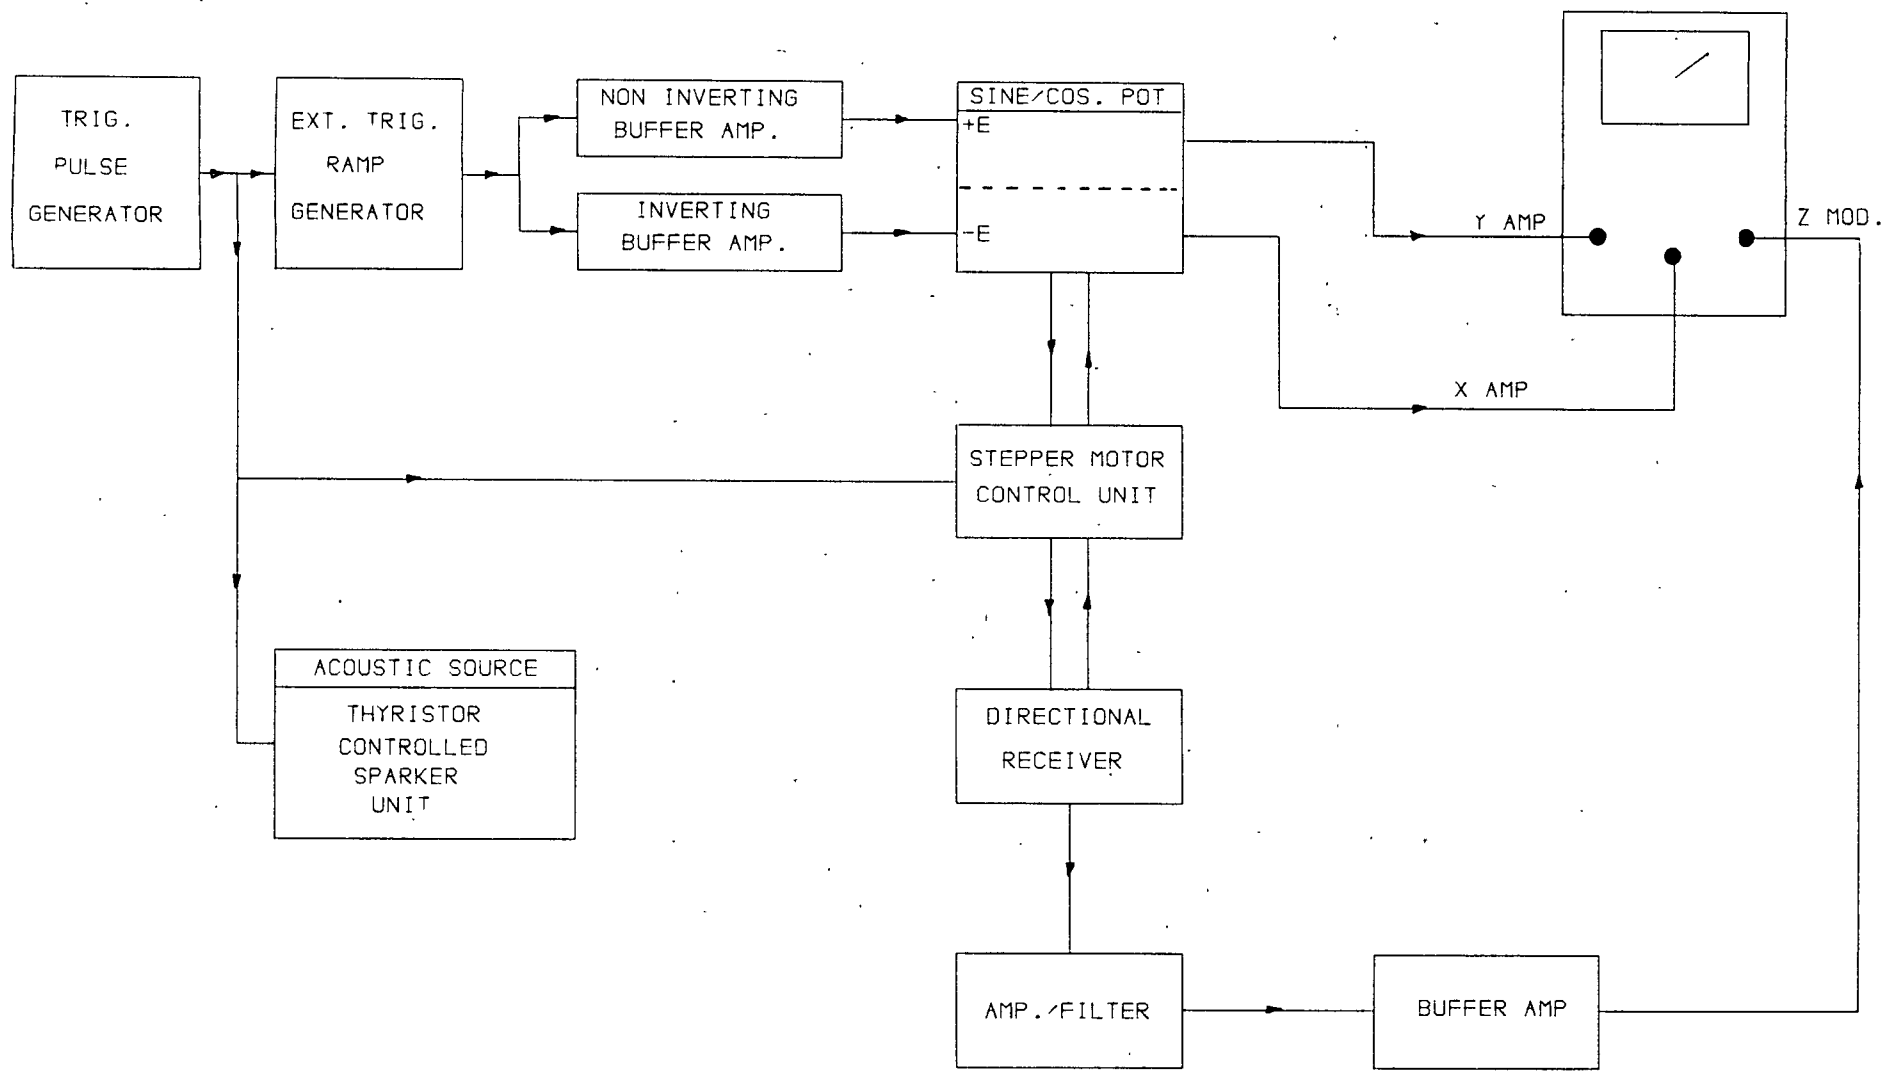 TRIG.
PULSE
GENERATOR
EXT. TRIG.
RAMP
GENERATOR
NON INVERTING
BUFFER AMP.
INVERTING
BUFFER AMP.
SINE/COS. POT
+E
-E
Y AMP
Z MOD.
X AMP
STEPPER MOTOR
CONTROL UNIT
ACOUSTIC SOURCE
THYRISTOR
CONTROLLED
SPARKER
UNIT
DIRECTIONAL
RECEIVER
AMP./FILTER
BUFFER AMP